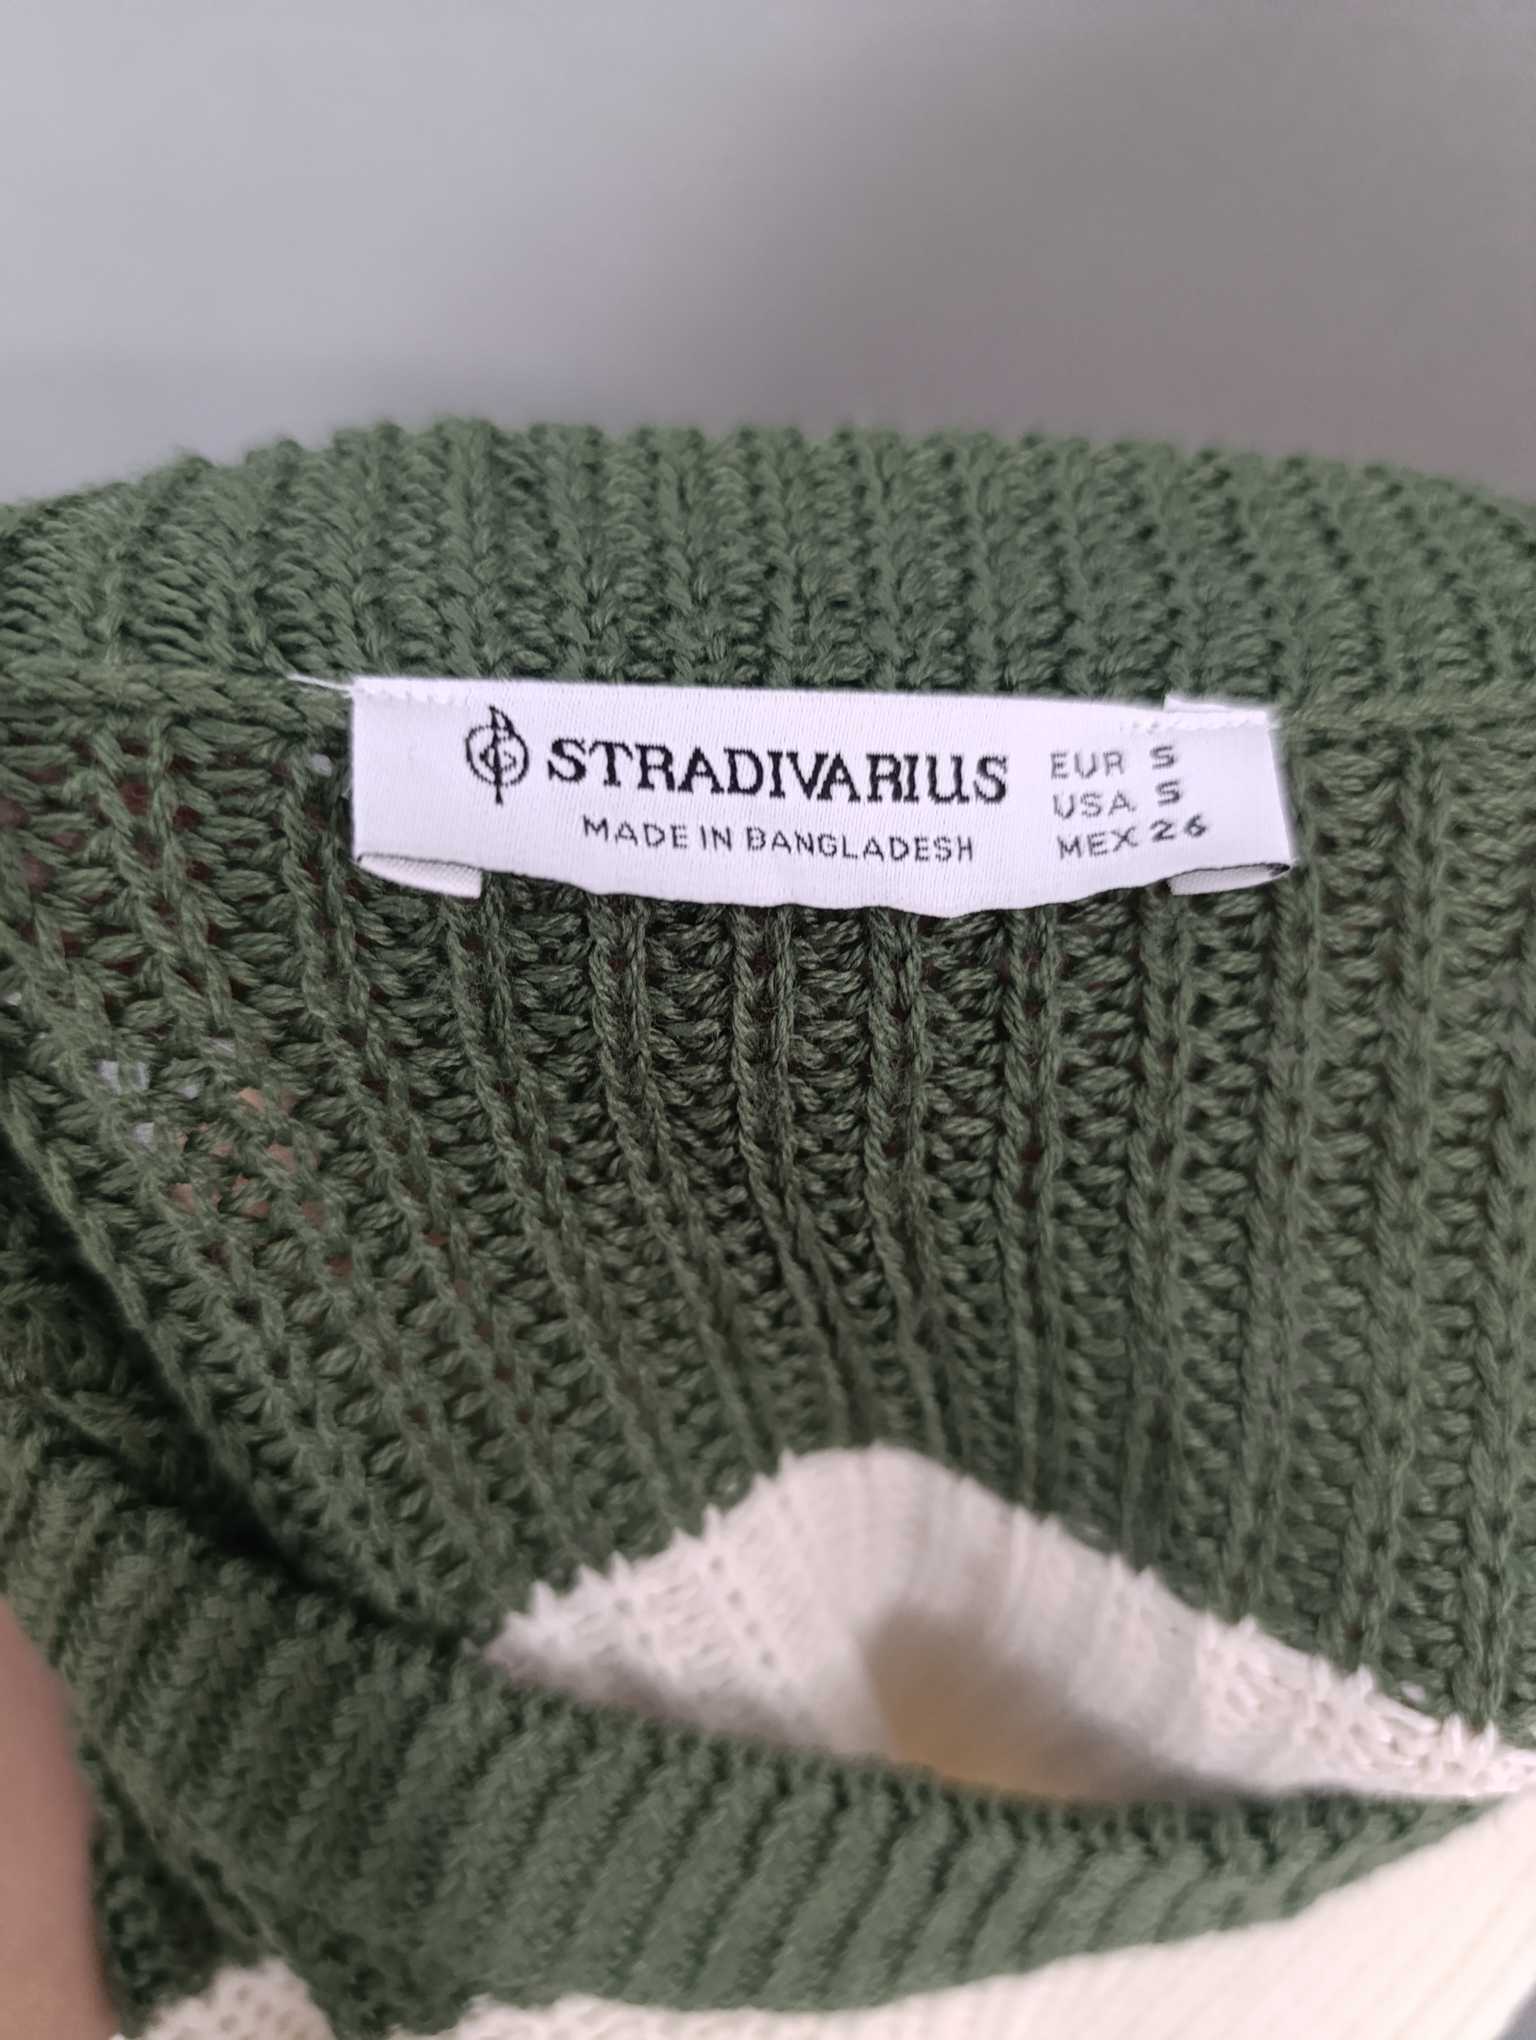 STRADIVARIUS
MADE IN BANGLADESH
EUR S
USA S
MEX 26